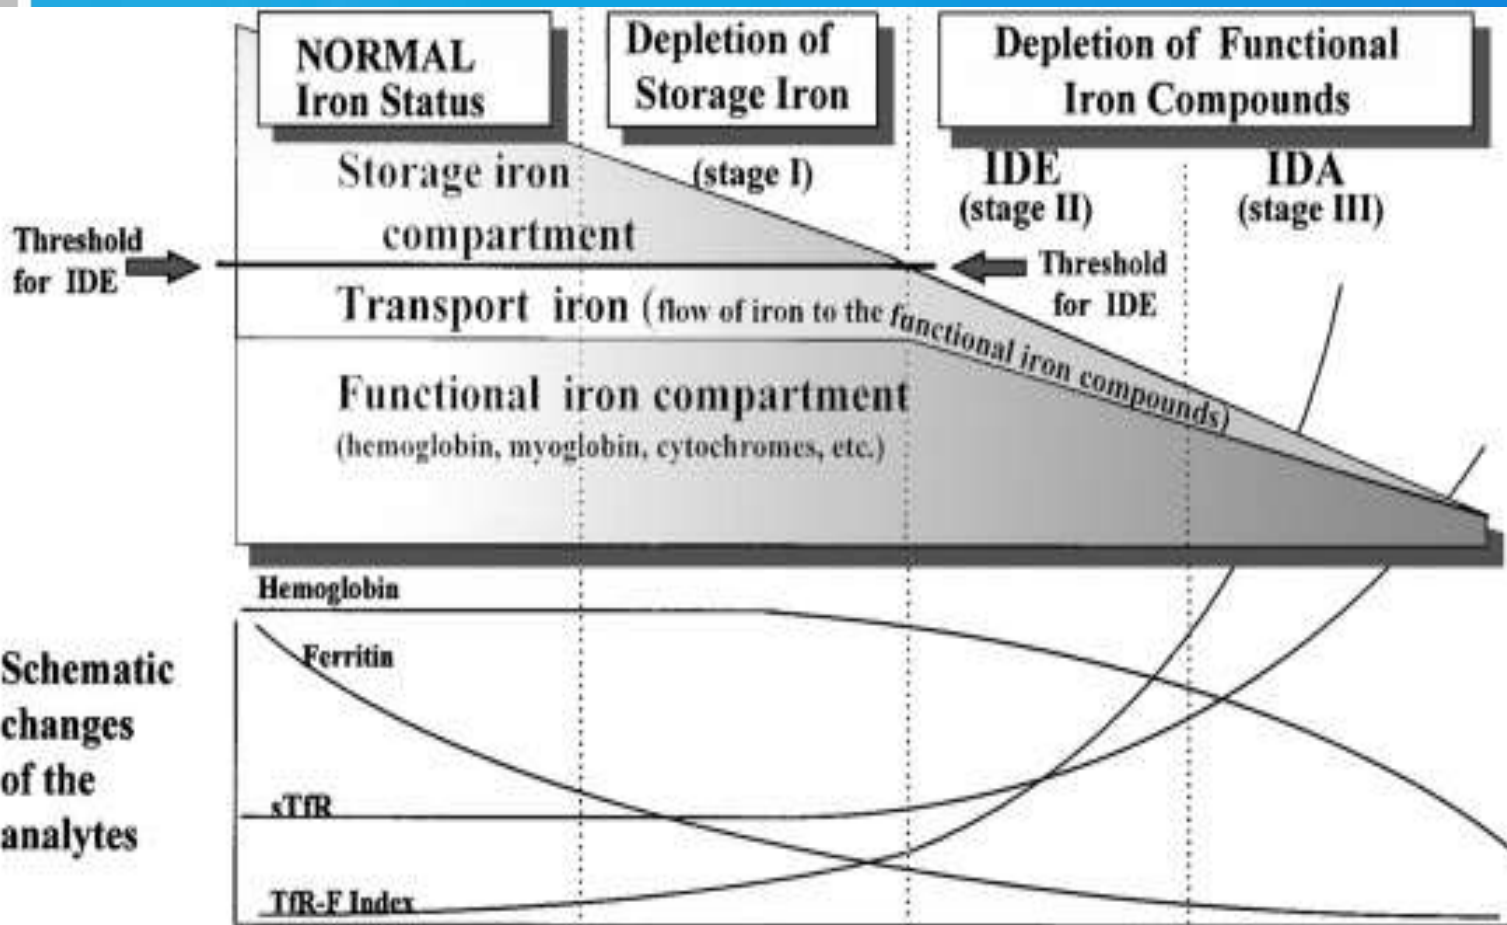 NORMAL
Iron Status
Depletion of
Storage Iron
Depletion of Functional
Iron Compounds
Storage iron
compartment
(stage I)
IDE
(stage II)
IDA
(stage III)
Threshold
for IDE
Threshold
for IDE
Transport iron (flow of iron to the functional iron compounds)
Functional iron compartment
(hemoglobin, myoglobin, cytochromes, etc.)
Hemoglobin
Ferritin
sTfR
TfR-F Index
Schematic
changes
of the
analytes